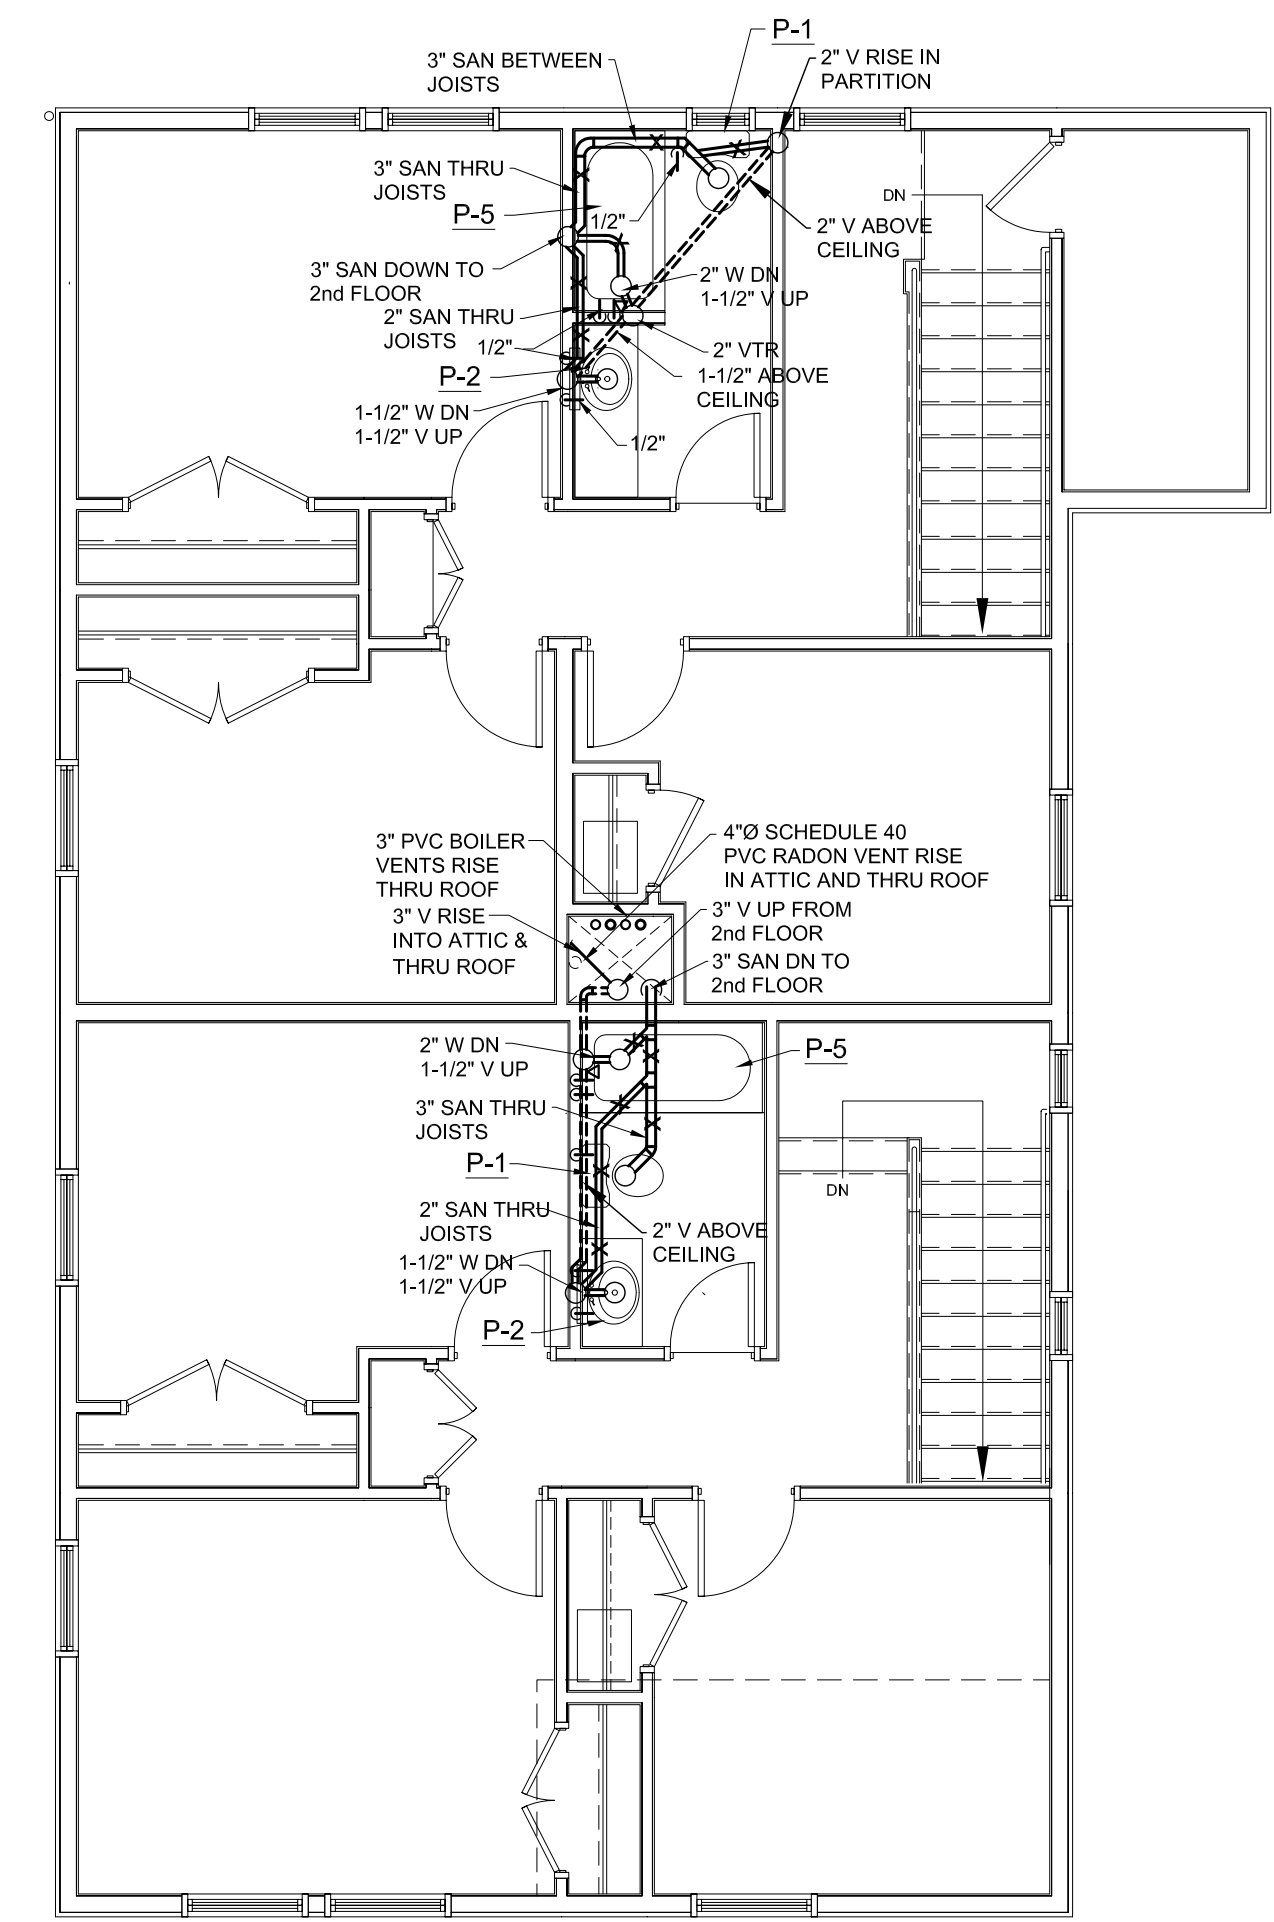 P-1
3" SAN BETWEEN
JOISTS
2" V RISE IN
PARTITION
3" SAN THRU
JOISTS
P-5
1/2"
DN
2" V ABOVE
CEILING
3" SAN DOWN TO
2nd FLOOR
2" W DN
1-1/2" V UP
2" SAN THRU
JOISTS
1/2"
2" VTR
P-2
1-1/2" ABOVE
CEILING
1-1/2" W DN
1-1/2" V UP
1/2"
3" PVC BOILER
VENTS RISE
THRU ROOF
4"Ø SCHEDULE 40
PVC RADON VENT RISE
IN ATTIC AND THRU ROOF
3" V RISE
INTO ATTIC &
THRU ROOF
3" V UP FROM
2nd FLOOR
3" SAN DN TO
2nd FLOOR
2" W DN
1-1/2" V UP
P-5
3" SAN THRU
JOISTS
P-1
DN
2" SAN THRU
JOISTS
2" V ABOVE
CEILING
1-1/2" W DN
1-1/2" V UP
P-2